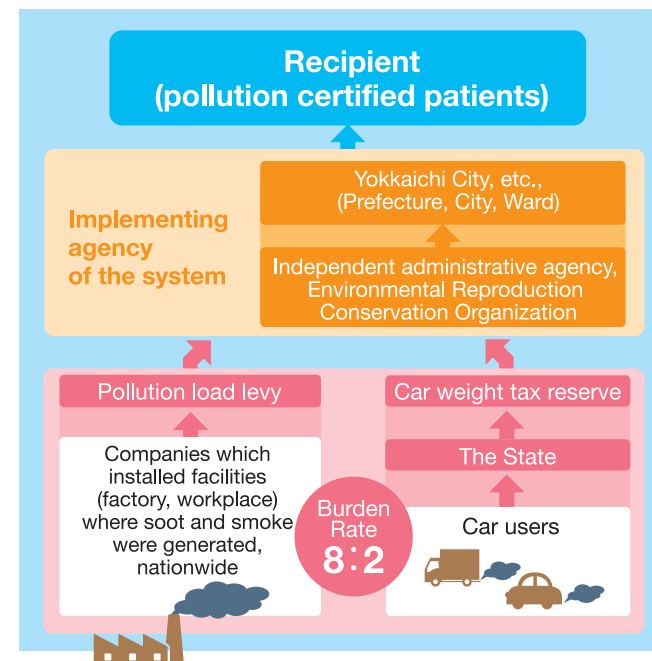 Recipient
(pollution certified patients)
Implementing
agency
of the system
Yokkaichi City, etc.,
(Prefecture, City, Ward)
Independent administrative agency,
Environmental Reproduction
Conservation Organization
Pollution load levy
Companies which
installed facilities
(factory, workplace)
where soot and smoke
were generated,
nationwide
Burden
Rate
8:2
Car weight tax reserve
The State
Car users